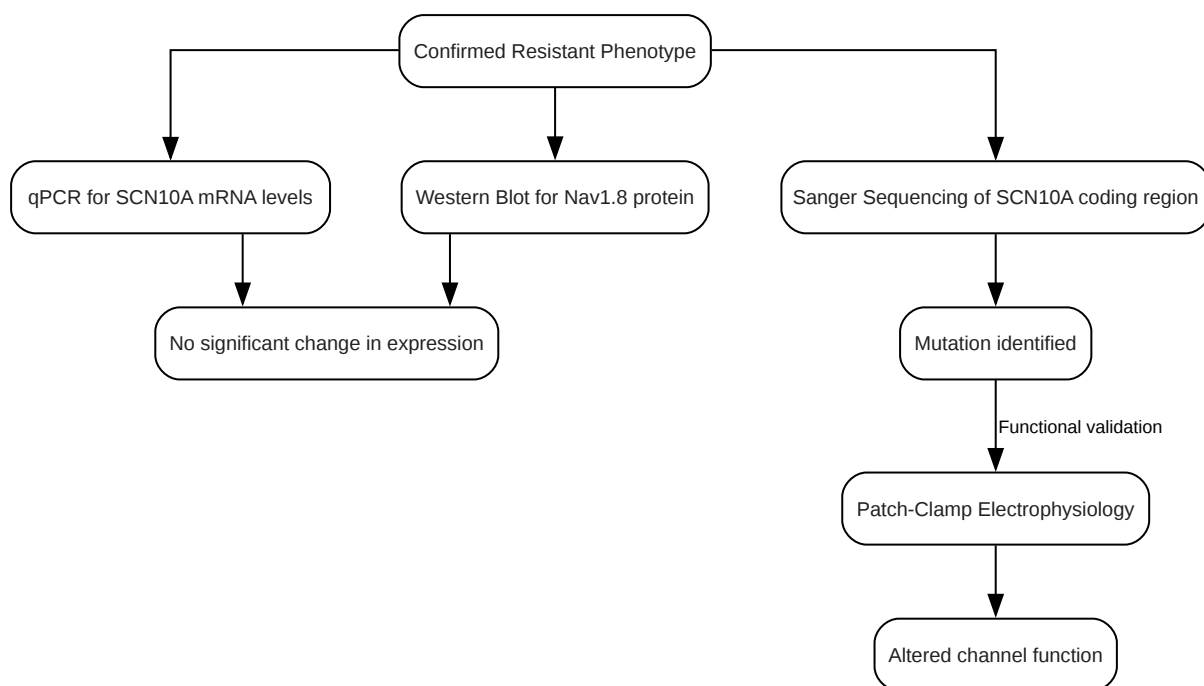 Confirmed Resistant Phenotype
qPCR for SCN10A mRNA levels
Western Blot for Nav1.8 protein
Sanger Sequencing of SCN10A coding region
No significant change in expression
Mutation identified
Functional validation
Patch-Clamp Electrophysiology
Altered channel function